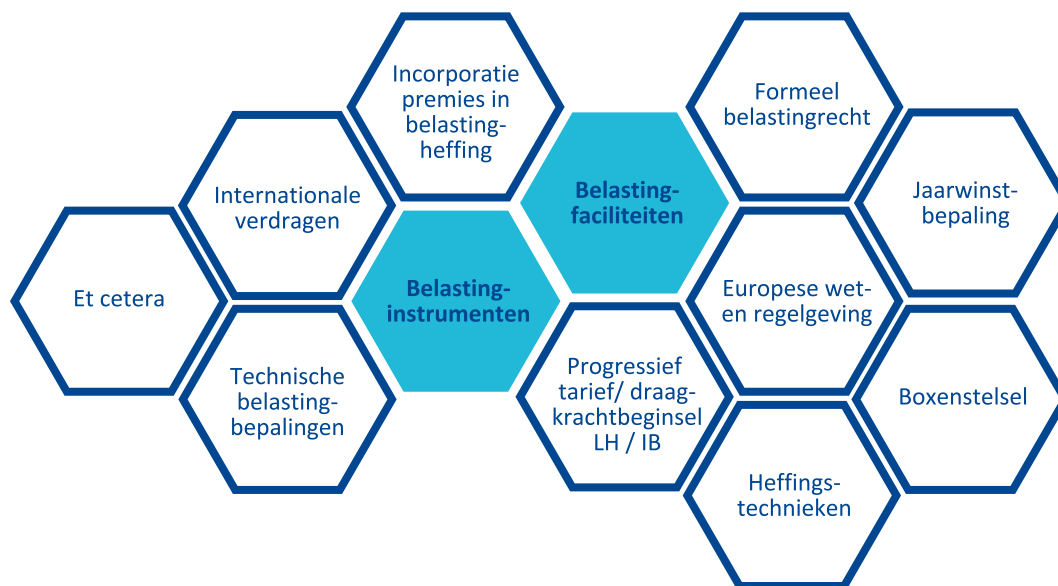 Incorporatie
premies in
belasting-
heffing
Formeel
belastingrecht
Internationale
verdragen
Belasting-
faciliteiten
Jaarwinst-
bepaling
Et cetera
Belasting-
instrumenten
Europese wet-
en regelgeving
Technische
belasting-
bepalingen
Progressief
tarief/ draag-
krachtbeginsel
LH / IB
Boxenstelsel
Heffings-
technieken